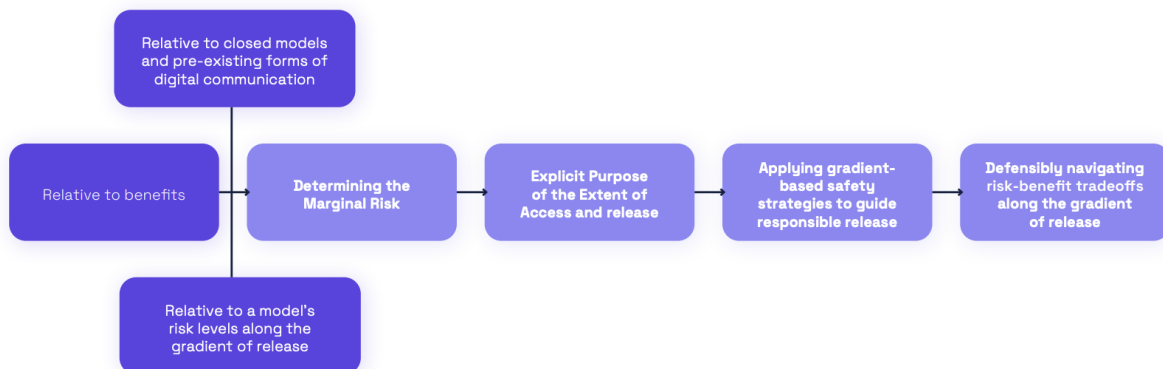 Relative to closed models
and pre-existing forms of
digital communication
Relative to benefits
Determining the
Marginal Risk
Explicit Purpose
of the Extent of
Access and release
Applying gradient-
based safety
strategies to guide
responsible release
Defensibly navigating
risk-benefit tradeoffs
along the gradient
of release
Relative to a model's
risk levels along the
gradient of release